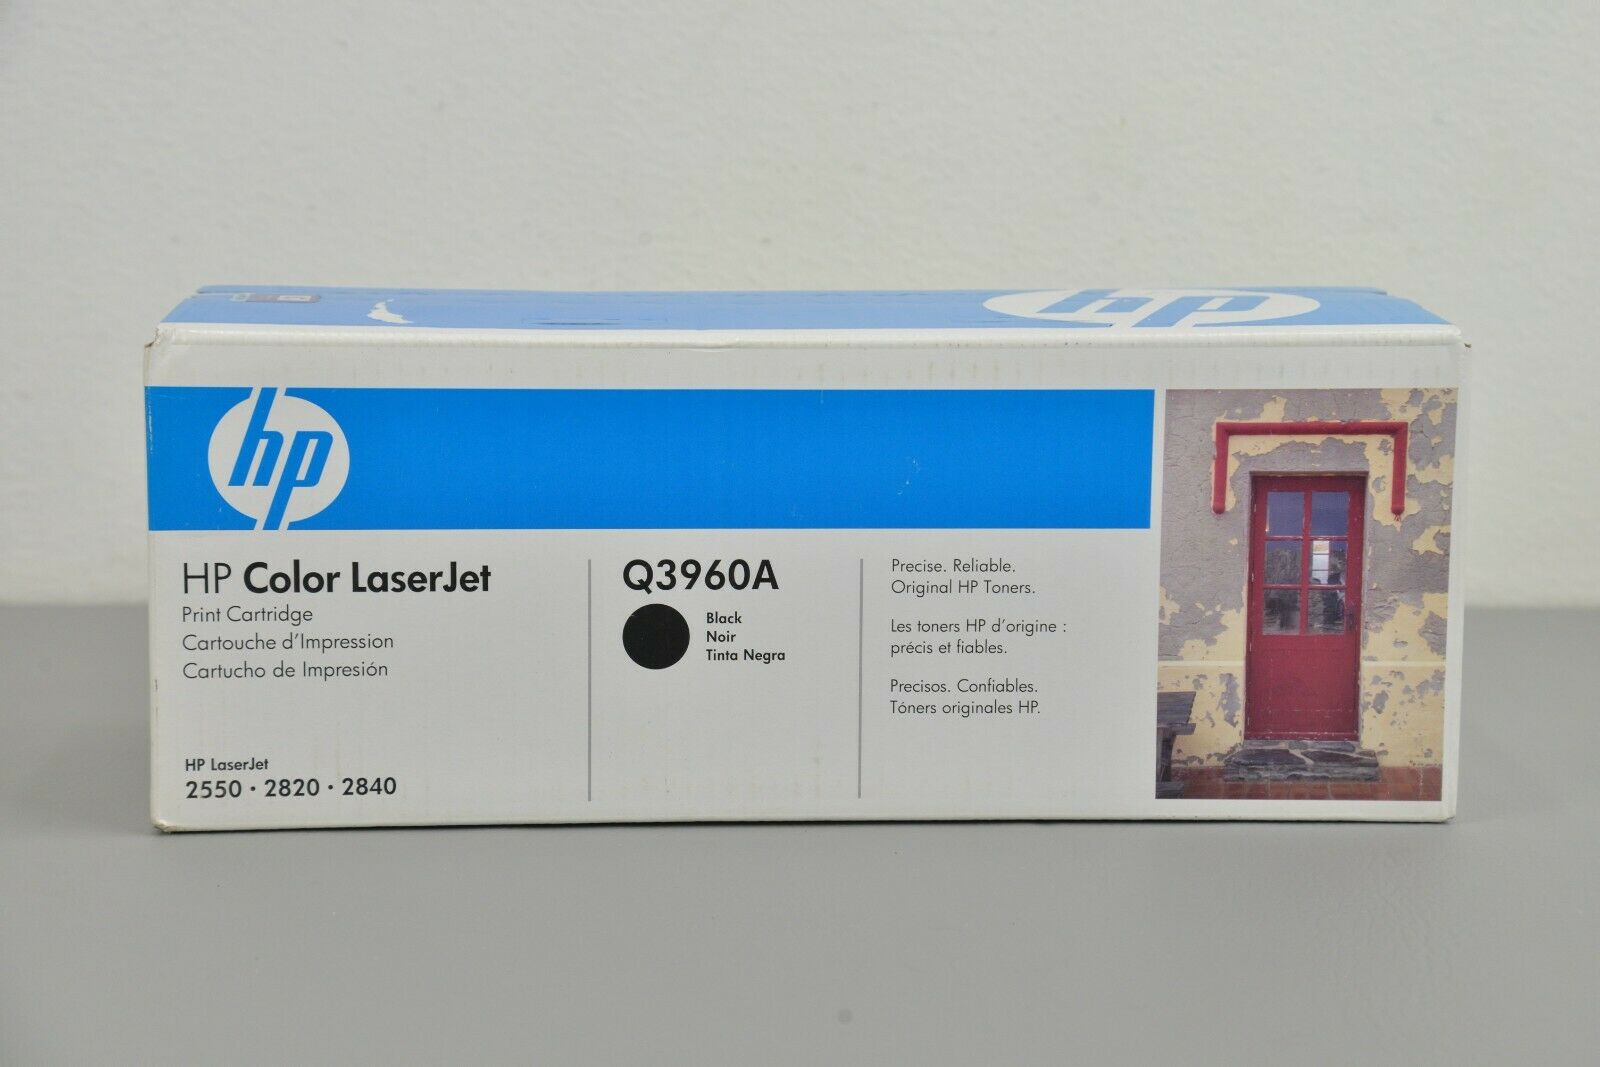 hp
hp
HP Color LaserJet
Print Cartridge
Cartouche d'Impression
Cartucho de Impresión
HP LaserJet
2550 · 2820 · 2840
Q3960A
Black
Noir
Tinta Negra
Precise. Reliable.
Original HP Toners.
Les toners HP d'origine :
précis et fiables.
Precisos. Confiables.
Tóners originales HP.